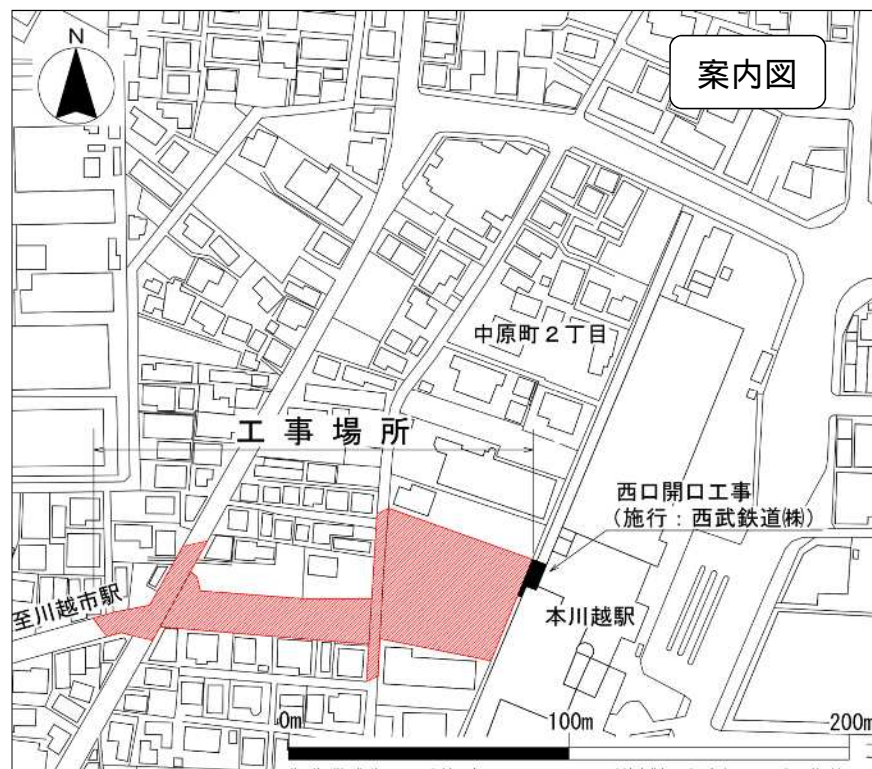 N
案内図
中原町2丁目
工事場所
西口開口工事
(施行:西武鉄道㈱)
至川越市駅
本川越駅
0m
100m
200m